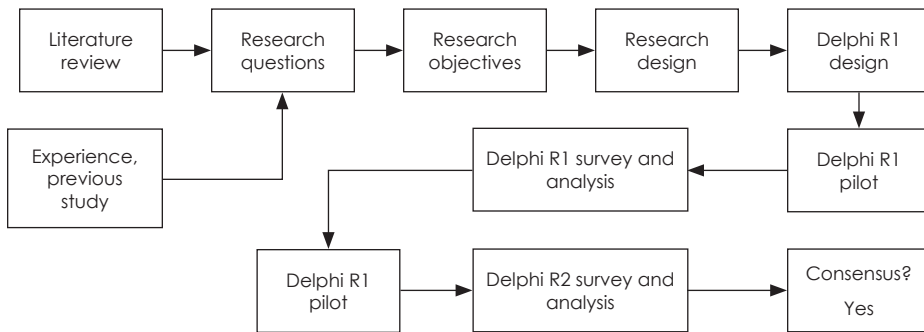 Literature
review
Research
questions
Research
objectives
Research
design
Delphi R1
design
Experience,
previous
study
Delphi R1 survey and
analysis
Delphi R1
pilot
Delphi R1
pilot
Delphi R2 survey and
analysis
Consensus?
Yes